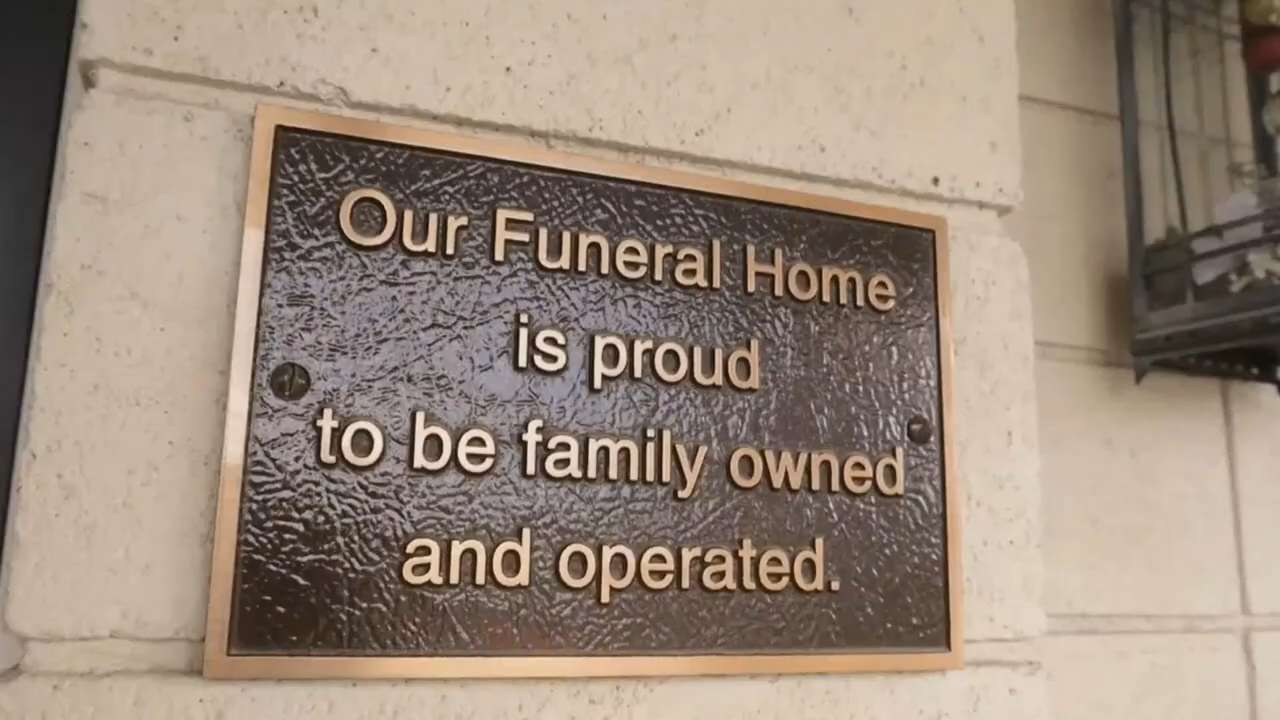 Our Funeral Home
is proud
to be family owned
and operated.